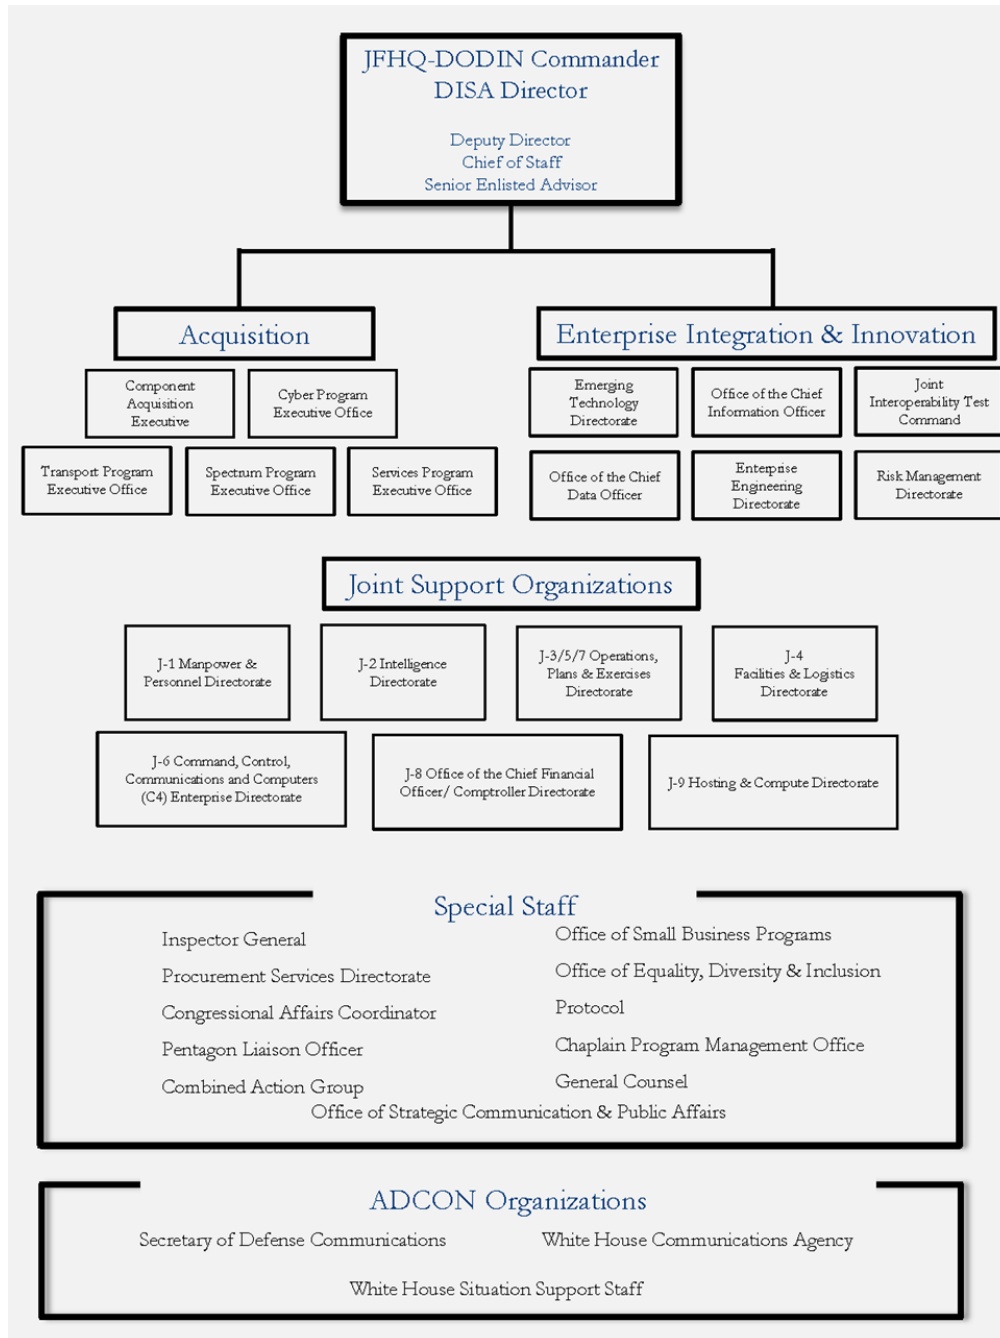 JFHQ-DODIN Commander
DISA Director
Deputy Director
Chief of Staff
Senior Enlisted Advisor
Acquisition
Component
Acquisition
Executive
Cyber Program
Executive Office
Transport Program
Executive Office
Spectrum Program
Executive Office
Services Program
Executive Office
Enterprise Integration & Innovation
Emerging
Technology
Directorate
Office of the Chief
Information Officer
Joint
Interoperability Test
Command
Office of the Chief
Data Officer
Enterprise
Engineering
Directorate
Risk Management
Directorate
Joint Support Organizations
J-1 Manpower &
Personnel Directorate
J-2 Intelligence
Directorate
J-3/5/7 Operations,
Plans & Exercises
Directorate
J-4
Facilities & Logistics
Directorate
J-6 Command, Control,
Communications and Computers
(C4) Enterprise Directorate
J-8 Office of the Chief Financial
Officer/ Comptroller Directorate
J-9 Hosting & Compute Directorate
Special Staff
Inspector General
Procurement Services Directorate
Congressional Affairs Coordinator
Pentagon Liaison Officer
Combined Action Group
Office of Small Business Programs
Office of Equality, Diversity & Inclusion
Protocol
Chaplain Program Management Office
General Counsel
Office of Strategic Communication & Public Affairs
ADCON Organizations
Secretary of Defense Communications
White House Communications Agency
White House Situation Support Staff